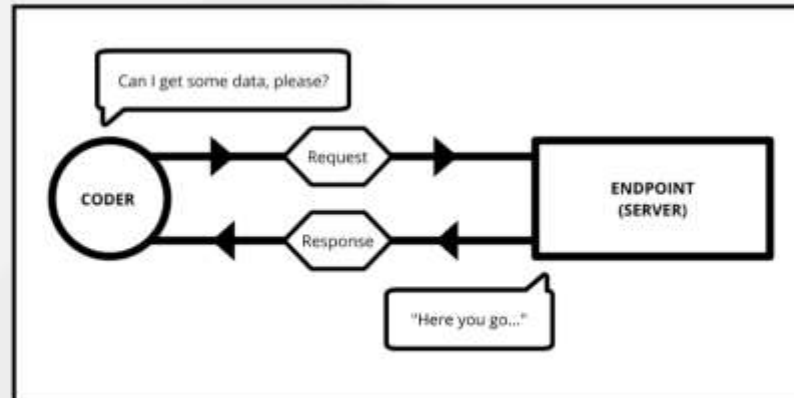 Can I get some data, please?
Request
CODER
ENDPOINT
(SERVER)
Response
"Here you go..."